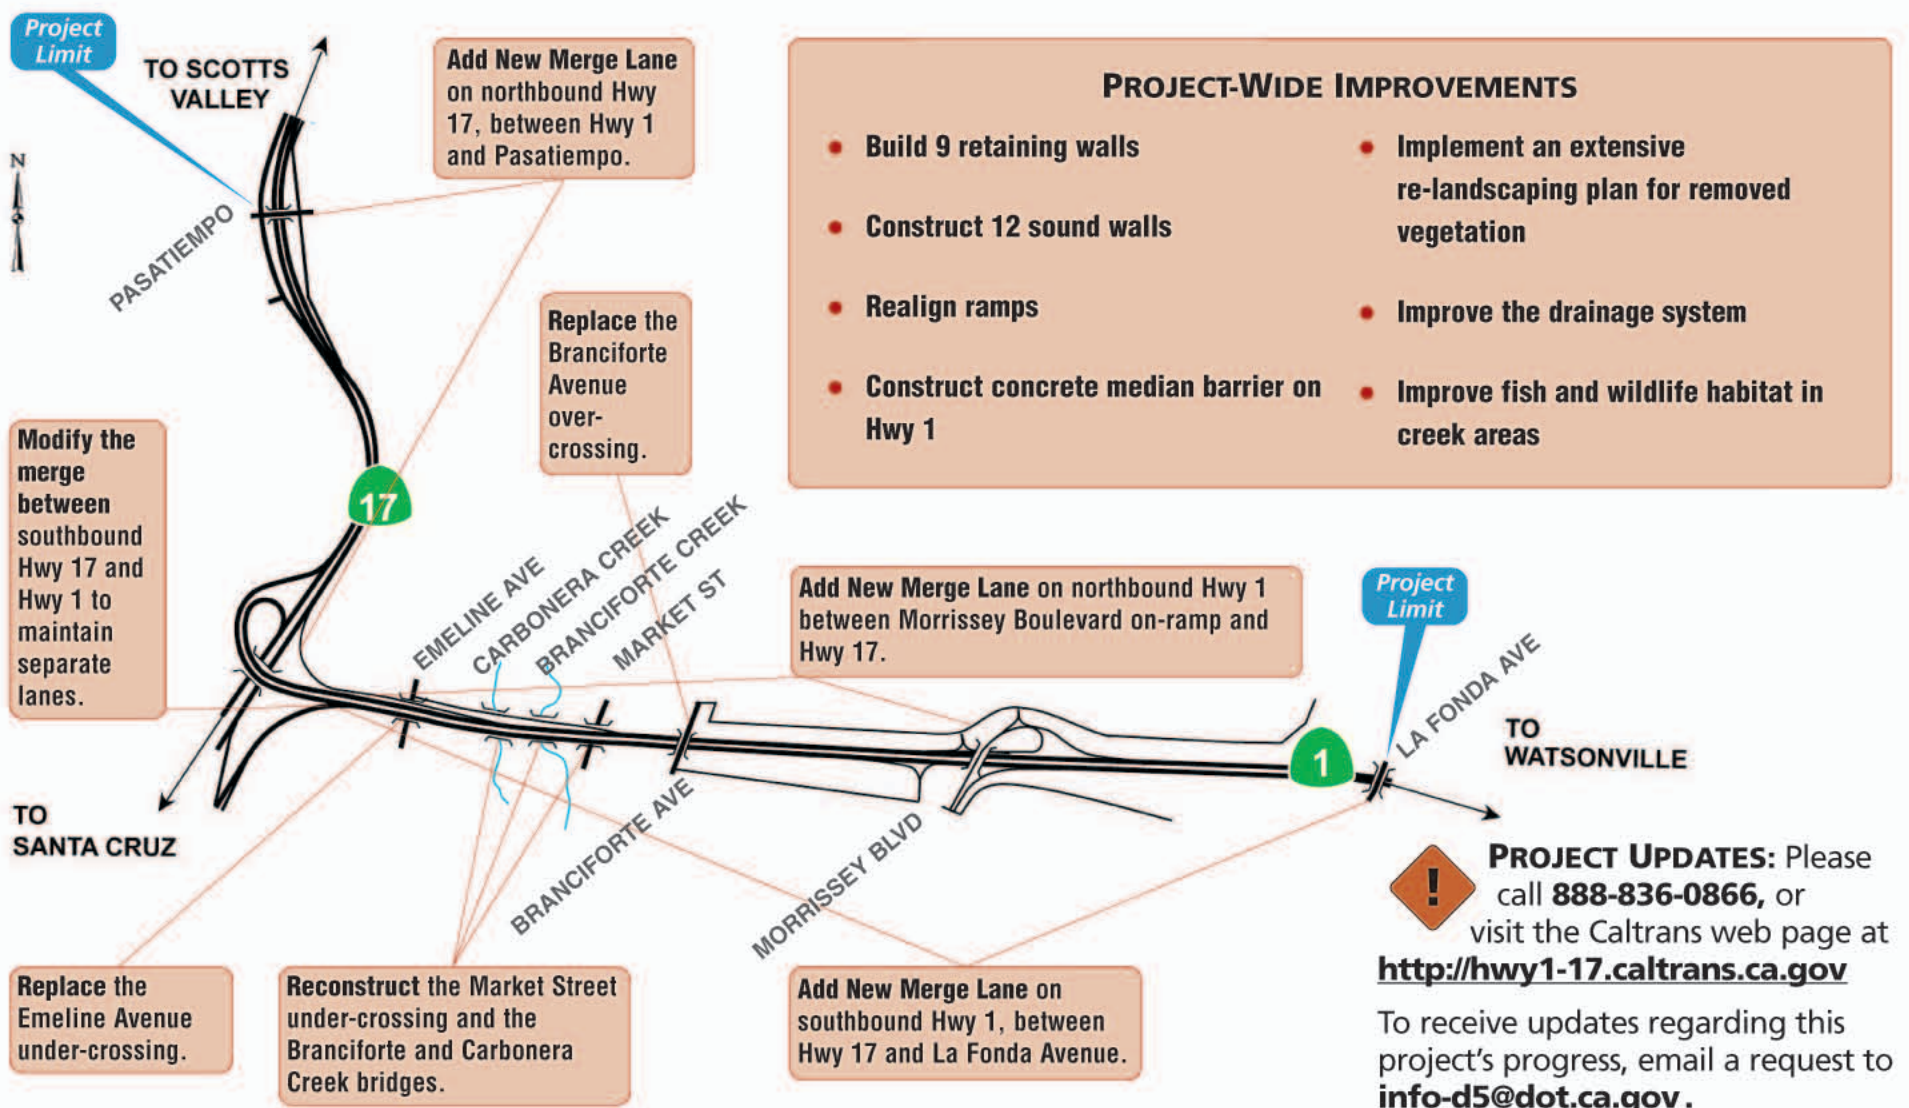 Project
Limit
TO SCOTTS
VALLEY
Add New Merge Lane
on northbound Hwy
17, between Hwy 1
and Pasatiempo.
N
PASATIEMPO
PROJECT-WIDE IMPROVEMENTS
• Build 9 retaining walls
• Construct 12 sound walls
• Realign ramps
• Construct concrete median barrier on
Hwy 1
• Implement an extensive
re-landscaping plan for removed
vegetation
• Improve the drainage system
• Improve fish and wildlife habitat in
creek areas
Replace the
Branciforte
Avenue
over-
crossing.
Modify the
merge
between
southbound
Hwy 17 and
Hwy 1 to
maintain
separate
lanes.
17
EMELINE AVE
CARBONERA CREEK
BRANCIFORTE CREEK
MARKET ST
Add New Merge Lane on northbound Hwy 1
between Morrissey Boulevard on-ramp and
Hwy 17.
Project
Limit
LA FONDA AVE
1
TO
WATSONVILLE
TO
SANTA CRUZ
BRANCIFORTE AVE
MORRISSEY BLVD
Replace the
Emeline Avenue
under-crossing.
Reconstruct the Market Street
under-crossing and the
Branciforte and Carbonera
Creek bridges.
Add New Merge Lane on
southbound Hwy 1, between
Hwy 17 and La Fonda Avenue.
!
PROJECT UPDATES: Please
call 888-836-0866, or
visit the Caltrans web page at
http://hwy1-17.caltrans.ca.gov
To receive updates regarding this
project's progress, email a request to
info-d5@dot.ca.gov.